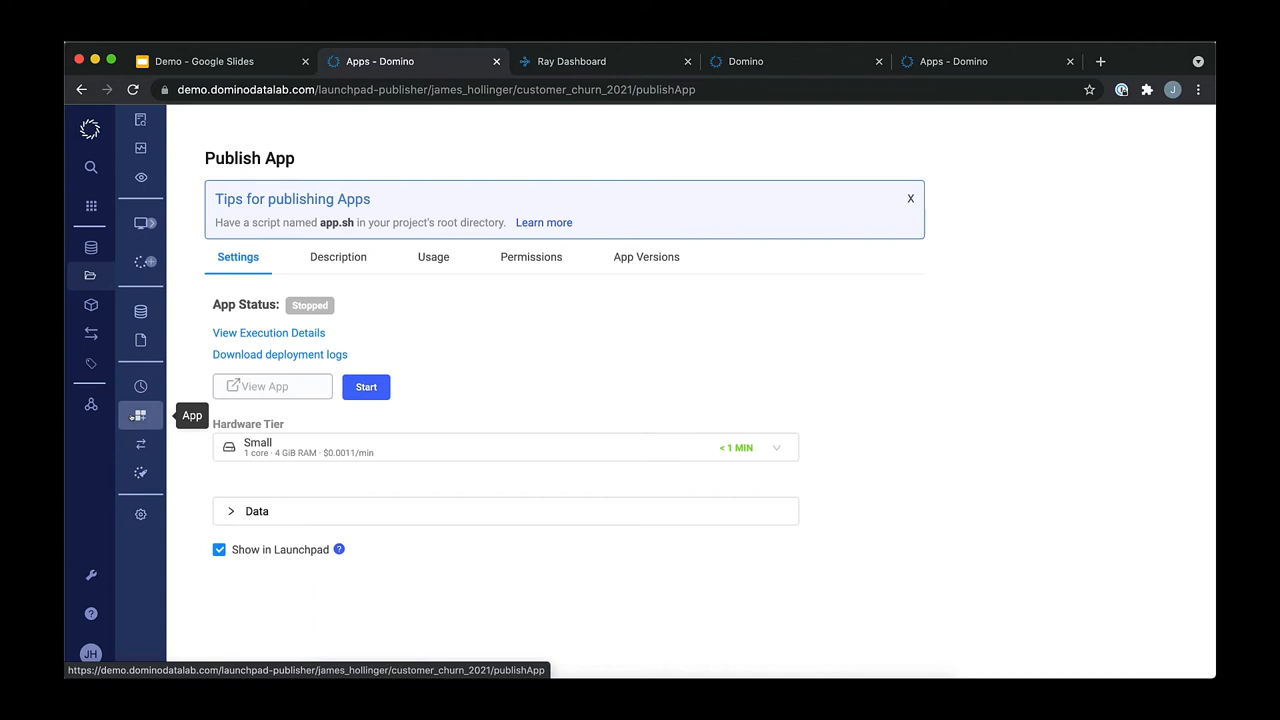 Demo - Google Slides
Apps - Domino
Ray Dashboard
Domino
Apps - Domino
demo.dominodatalab.com/launchpad-publisher/james_hollinger/customer_churn_2021/publishApp
J
Publish App
Tips for publishing Apps
X
Have a script named app.sh in your project's root directory. Learn more
Settings
Description
Usage
Permissions
App Versions
App Status: Stopped
View Execution Details
Download deployment logs
View App
Start
App
Hardware Tier
Small
1 core · 4 GiB RAM · $0.0011/min
< 1 MIN
Data
Show in Launchpad ?
?
JH
https://demo.dominodatalab.com/launchpad-publisher/james_hollinger/customer_churn_2021/publishApp